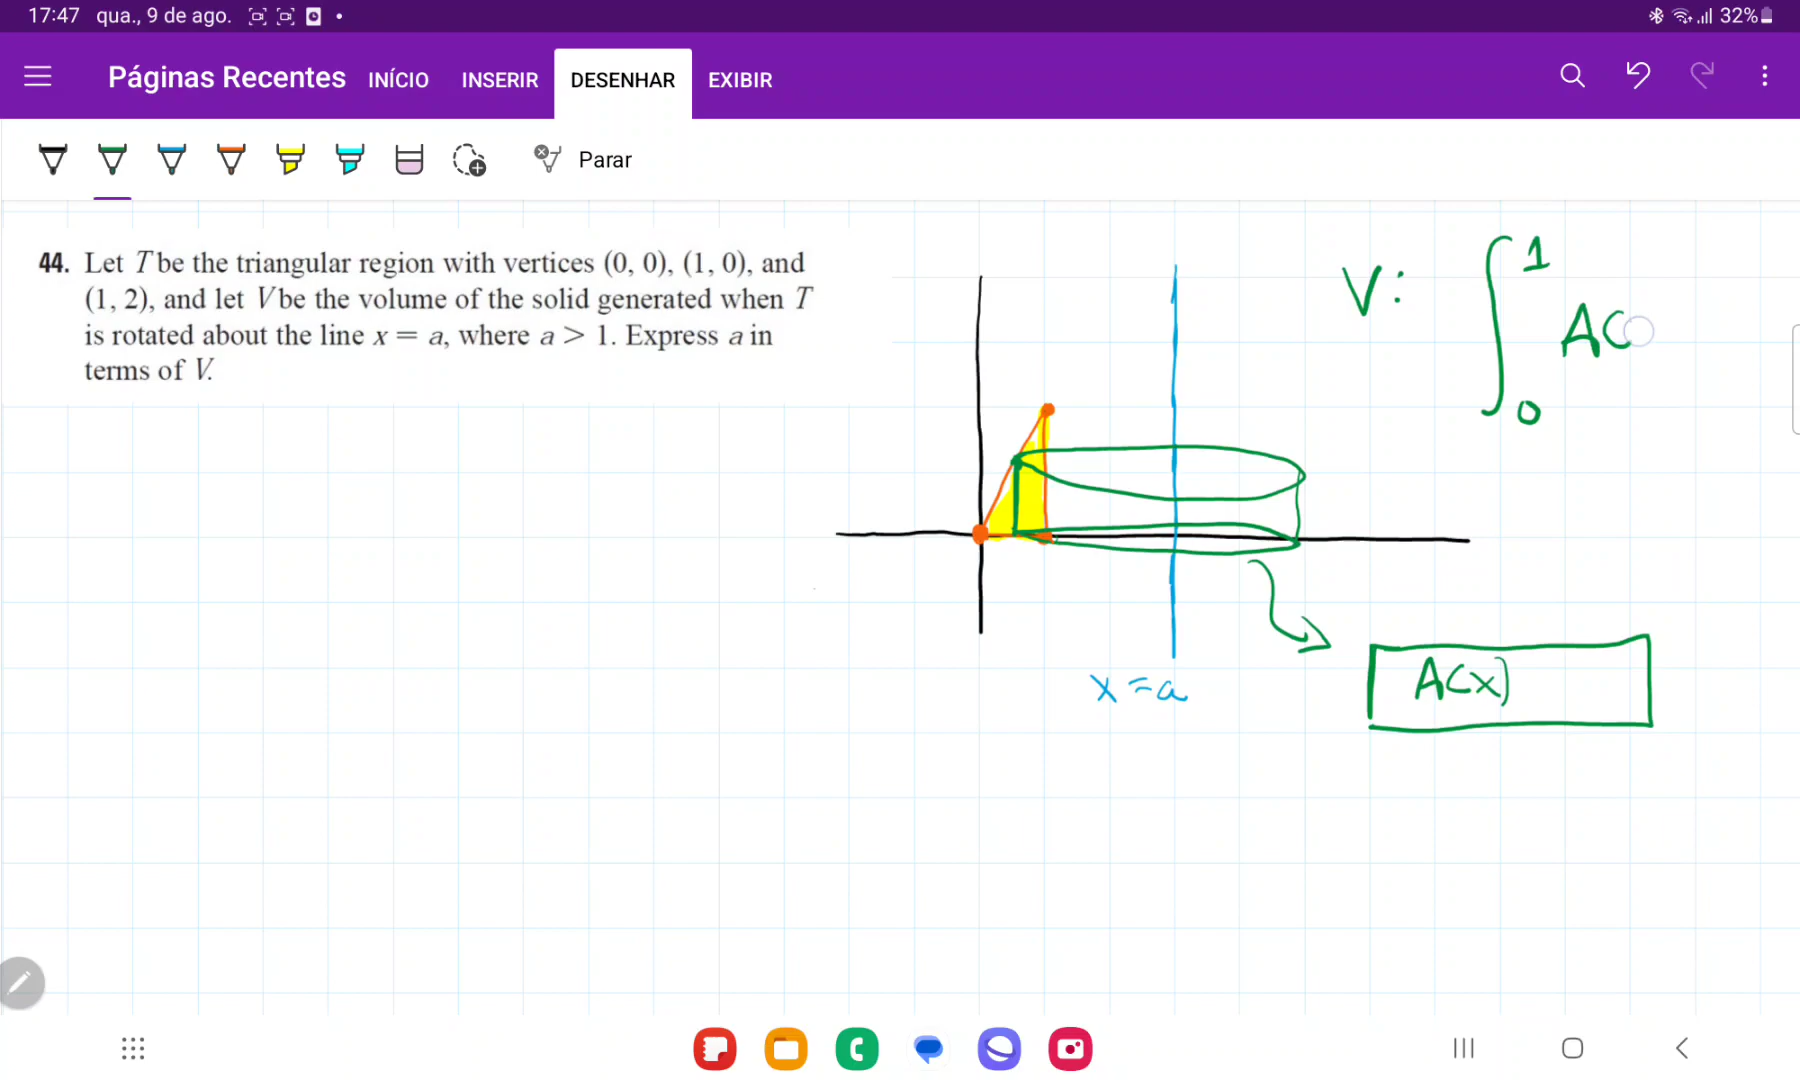 17:47 qua., 9 de ago. 32%
Páginas Recentes INÍCIO INSERIR DESENHAR EXIBIR
Parar
44. Let T be the triangular region with vertices (0, 0), (1, 0), and
(1, 2), and let V be the volume of the solid generated when T
is rotated about the line x = a, where a > 1. Express a in
terms of V.
V: ∫ 1
A(
0
x = a
A(x)